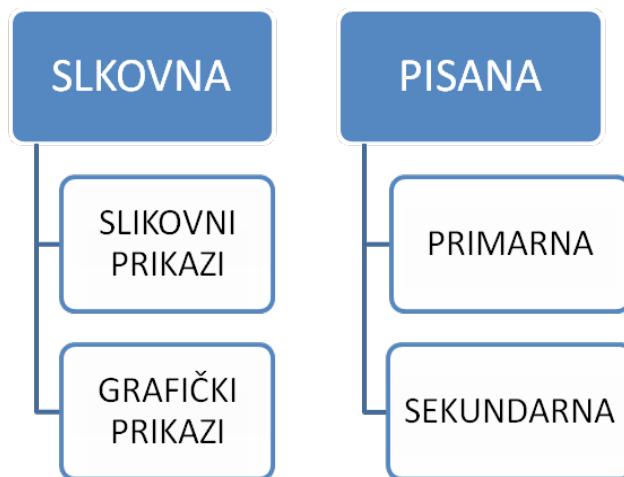 SLKOVNA
SLIKOVNI
PRIKAZI
GRAFIČKI
PRIKAZI
PISANA
PRIMARNA
SEKUNDARNA